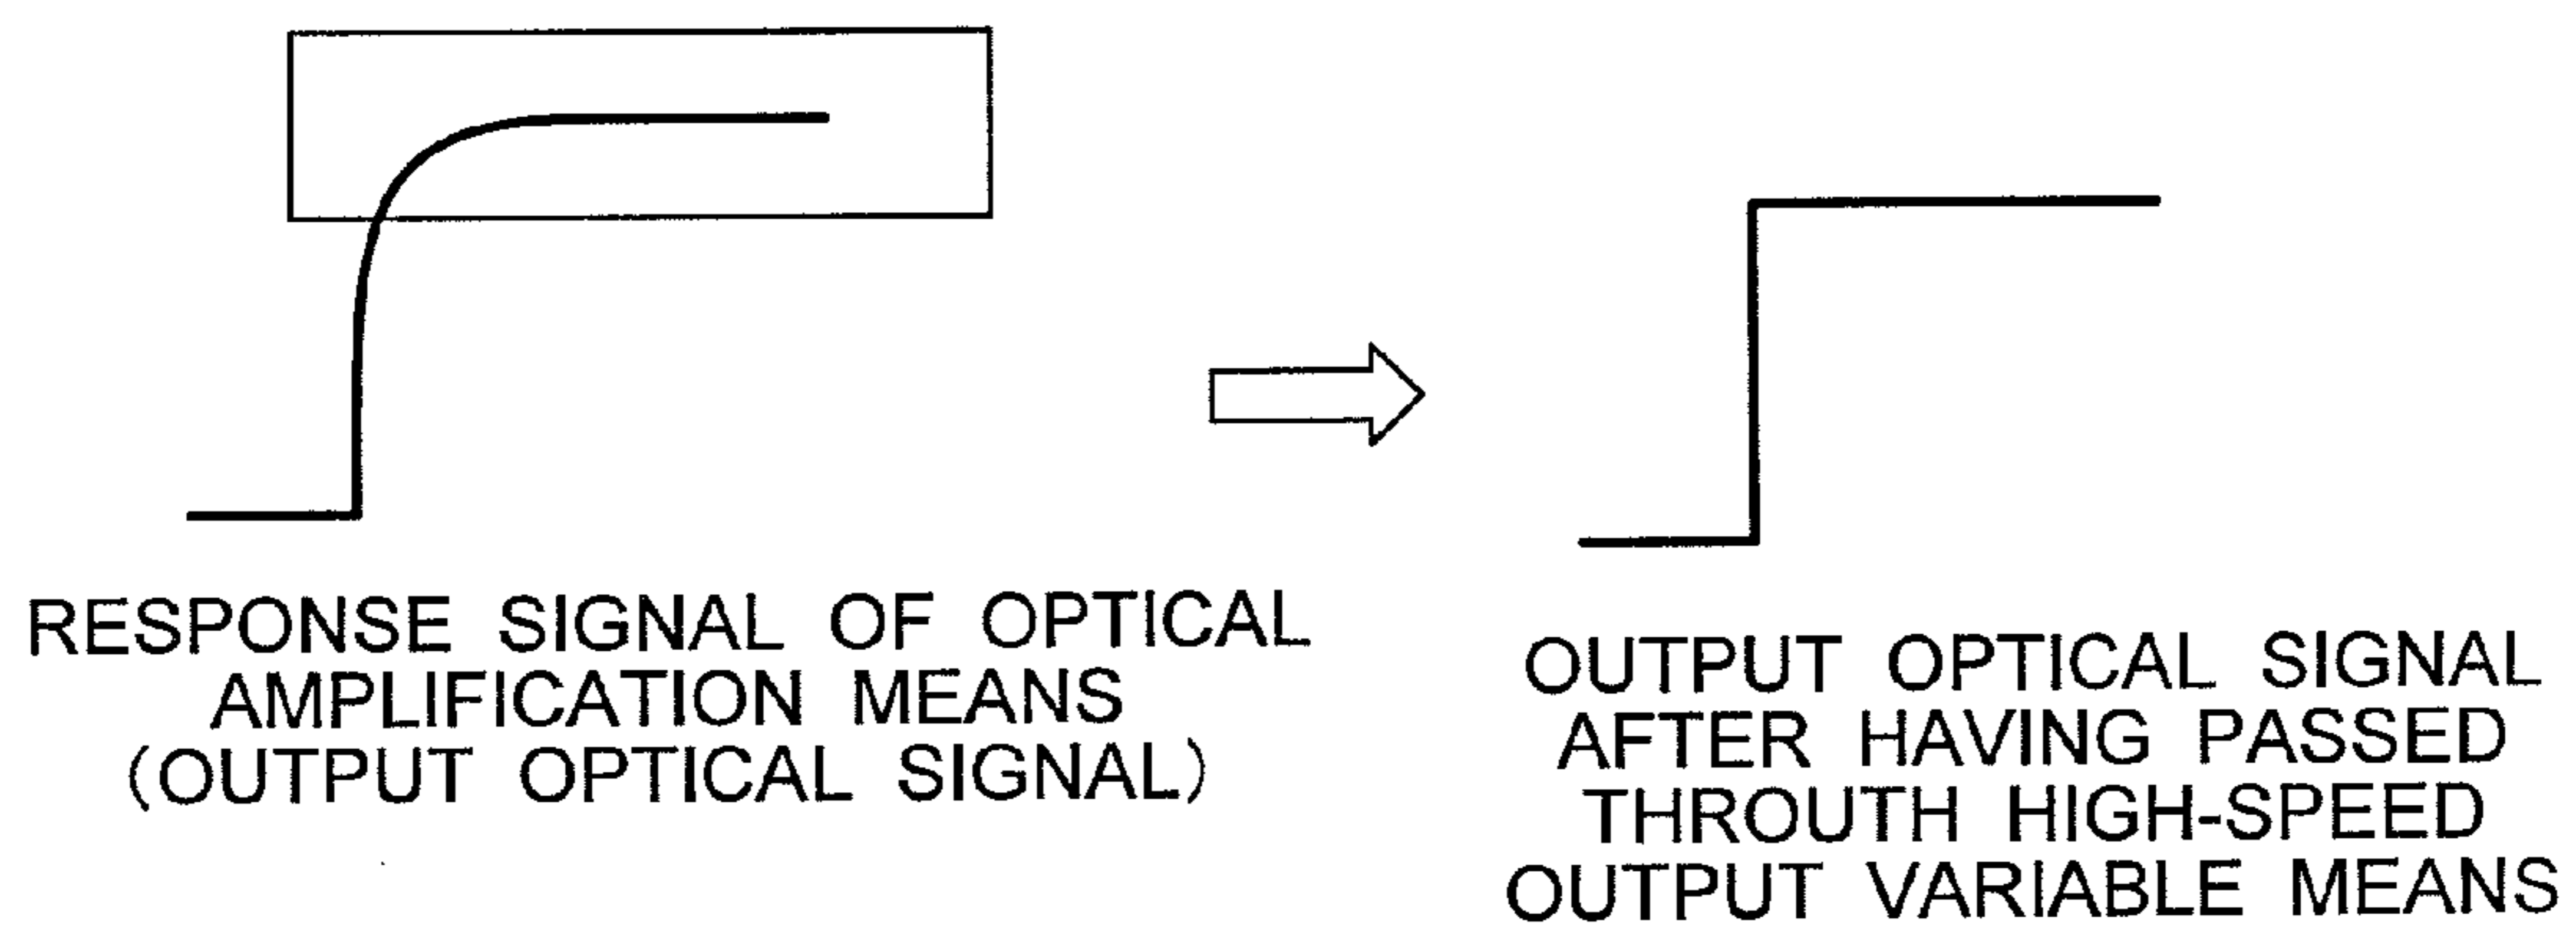 RESPONSE SIGNAL OF OPTICAL
AMPLIFICATION MEANS
(OUTPUT OPTICAL SIGNAL)
OUTPUT OPTICAL SIGNAL
AFTER HAVING PASSED
THROUTH HIGH-SPEED
OUTPUT VARIABLE MEANS